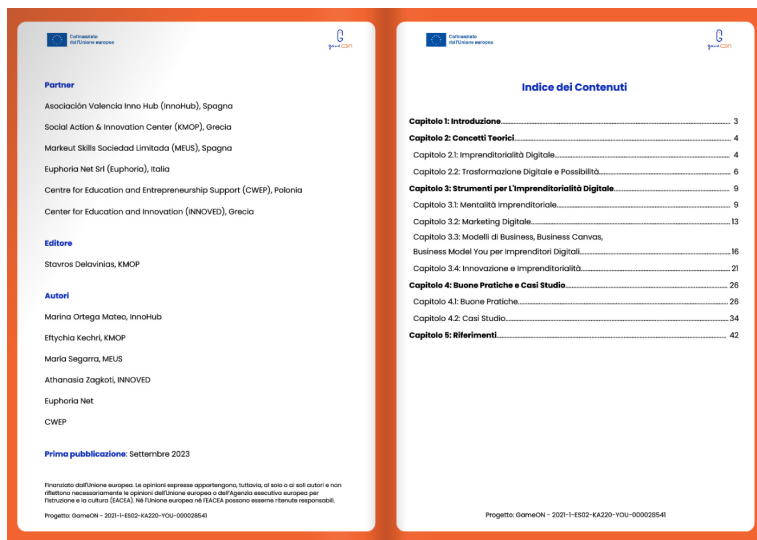 Cofinanziato
dall'Unione europea
gameON
Partner
Asociación Valencia Inno Hub (InnoHub), Spagna
Social Action & Innovation Center (KMOP), Grecia
Markeut Skills Sociedad Limitada (MEUS), Spagna
Euphoria Net Srl (Euphoria), Italia
Centre for Education and Entrepreneurship Support (CWEP), Polonia
Center for Education and Innovation (INNOVED), Grecia
Editore
Stavros Delavinias, KMOP
Autori
Marina Ortega Mateo, InnoHub
Eftychia Kechri, KMOP
Maria Segarra, MEUS
Athanasia Zagkoti, INNOVED
Euphoria Net
CWEP
Prima pubblicazione: Settembre 2023
Finanziato dall'Unione europea. Le opinioni espresse appartengono, tuttavia, al solo o ai soli autori e non
riflettono necessariamente le opinioni dell'Unione europea o dell'Agenzia esecutiva europea per
l'istruzione e la cultura (EACEA). Né l'Unione europea né l'EACEA possono esserne ritenute responsabili.
Progetto: GameON - 2021-1-ES02-KA220-YOU-000028541
Cofinanziato
dall'Unione europea
gameON
Indice dei Contenuti
Capitolo 1: Introduzione 3
Capitolo 2: Concetti Teorici 4
Capitolo 2.1: Imprenditorialità Digitale 4
Capitolo 2.2: Trasformazione Digitale e Possibilità 6
Capitolo 3: Strumenti per L'Imprenditorialità Digitale 9
Capitolo 3.1: Mentalità Imprenditoriale 9
Capitolo 3.2: Marketing Digitale 13
Capitolo 3.3: Modelli di Business, Business Canvas,
Business Model You per Imprenditori Digitali 16
Capitolo 3.4: Innovazione e Imprenditorialità 21
Capitolo 4: Buone Pratiche e Casi Studio 26
Capitolo 4.1: Buone Pratiche 26
Capitolo 4.2: Casi Studio 34
Capitolo 5: Riferimenti 42
Progetto: GameON - 2021-1-ES02-KA220-YOU-000028541